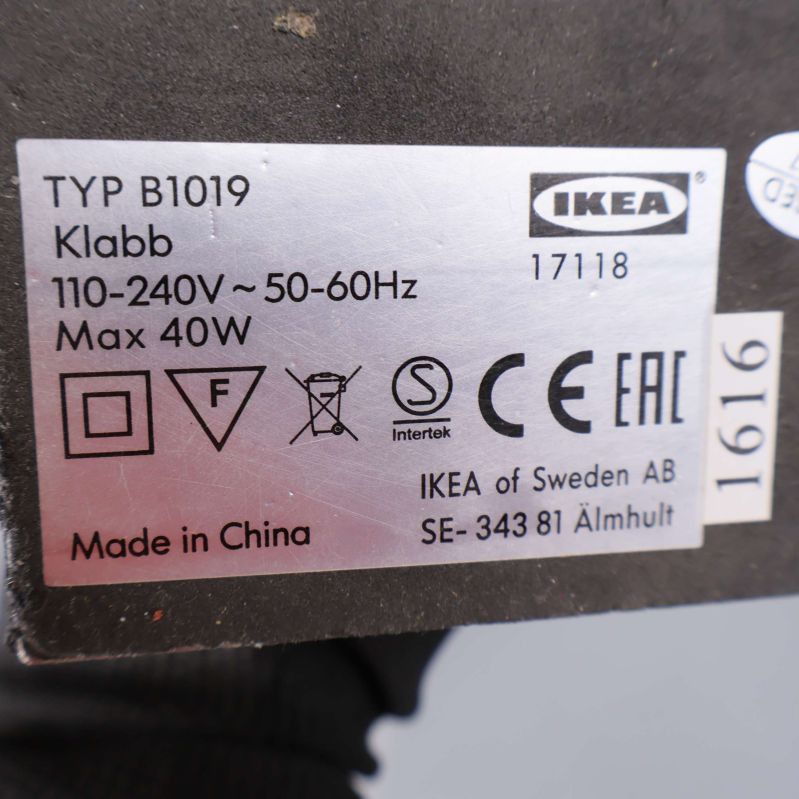 TYP B1019
Klabb
110-240V ~ 50-60Hz
Max 40W
IKEA®
17118
F
S
Intertek
CE
EAC
IKEA of Sweden AB
SE- 343 81 Älmhult
Made in China
1616